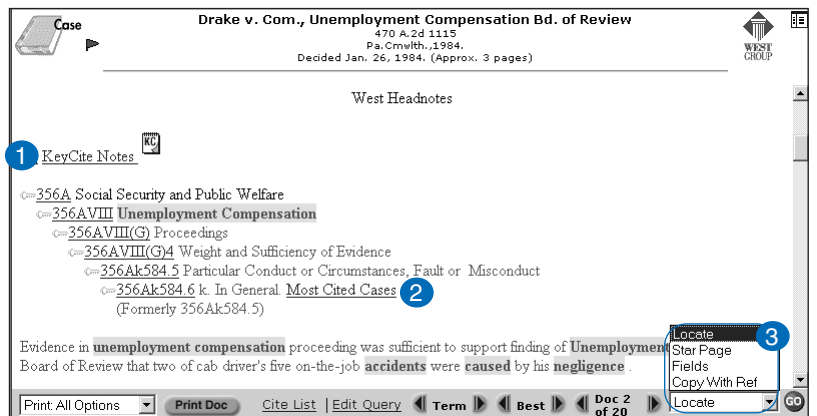 Case
Drake v. Com., Unemployment Compensation Bd. of Review
470 A.2d 1115
Pa.Cmwlth.,1984.
Decided Jan. 26, 1984. (Approx. 3 pages)
WEST
GROUP
West Headnotes
1 KeyCite Notes KC
356A Social Security and Public Welfare
356AVIII Unemployment Compensation
356AVIII(G) Proceedings
356AVIII(G)4 Weight and Sufficiency of Evidence
356Ak584.5 Particular Conduct or Circumstances, Fault or Misconduct
356Ak584.6 k. In General. Most Cited Cases 2
(Formerly 356Ak584.5)
Evidence in unemployment compensation proceeding was sufficient to support finding of Unemployment
Board of Review that two of cab driver's five on-the-job accidents were caused by his negligence .
Locate 3
Star Page
Fields
Copy With Ref
Print: All Options Print Doc Cite List | Edit Query Term Best Doc 2 of 20 Locate GO